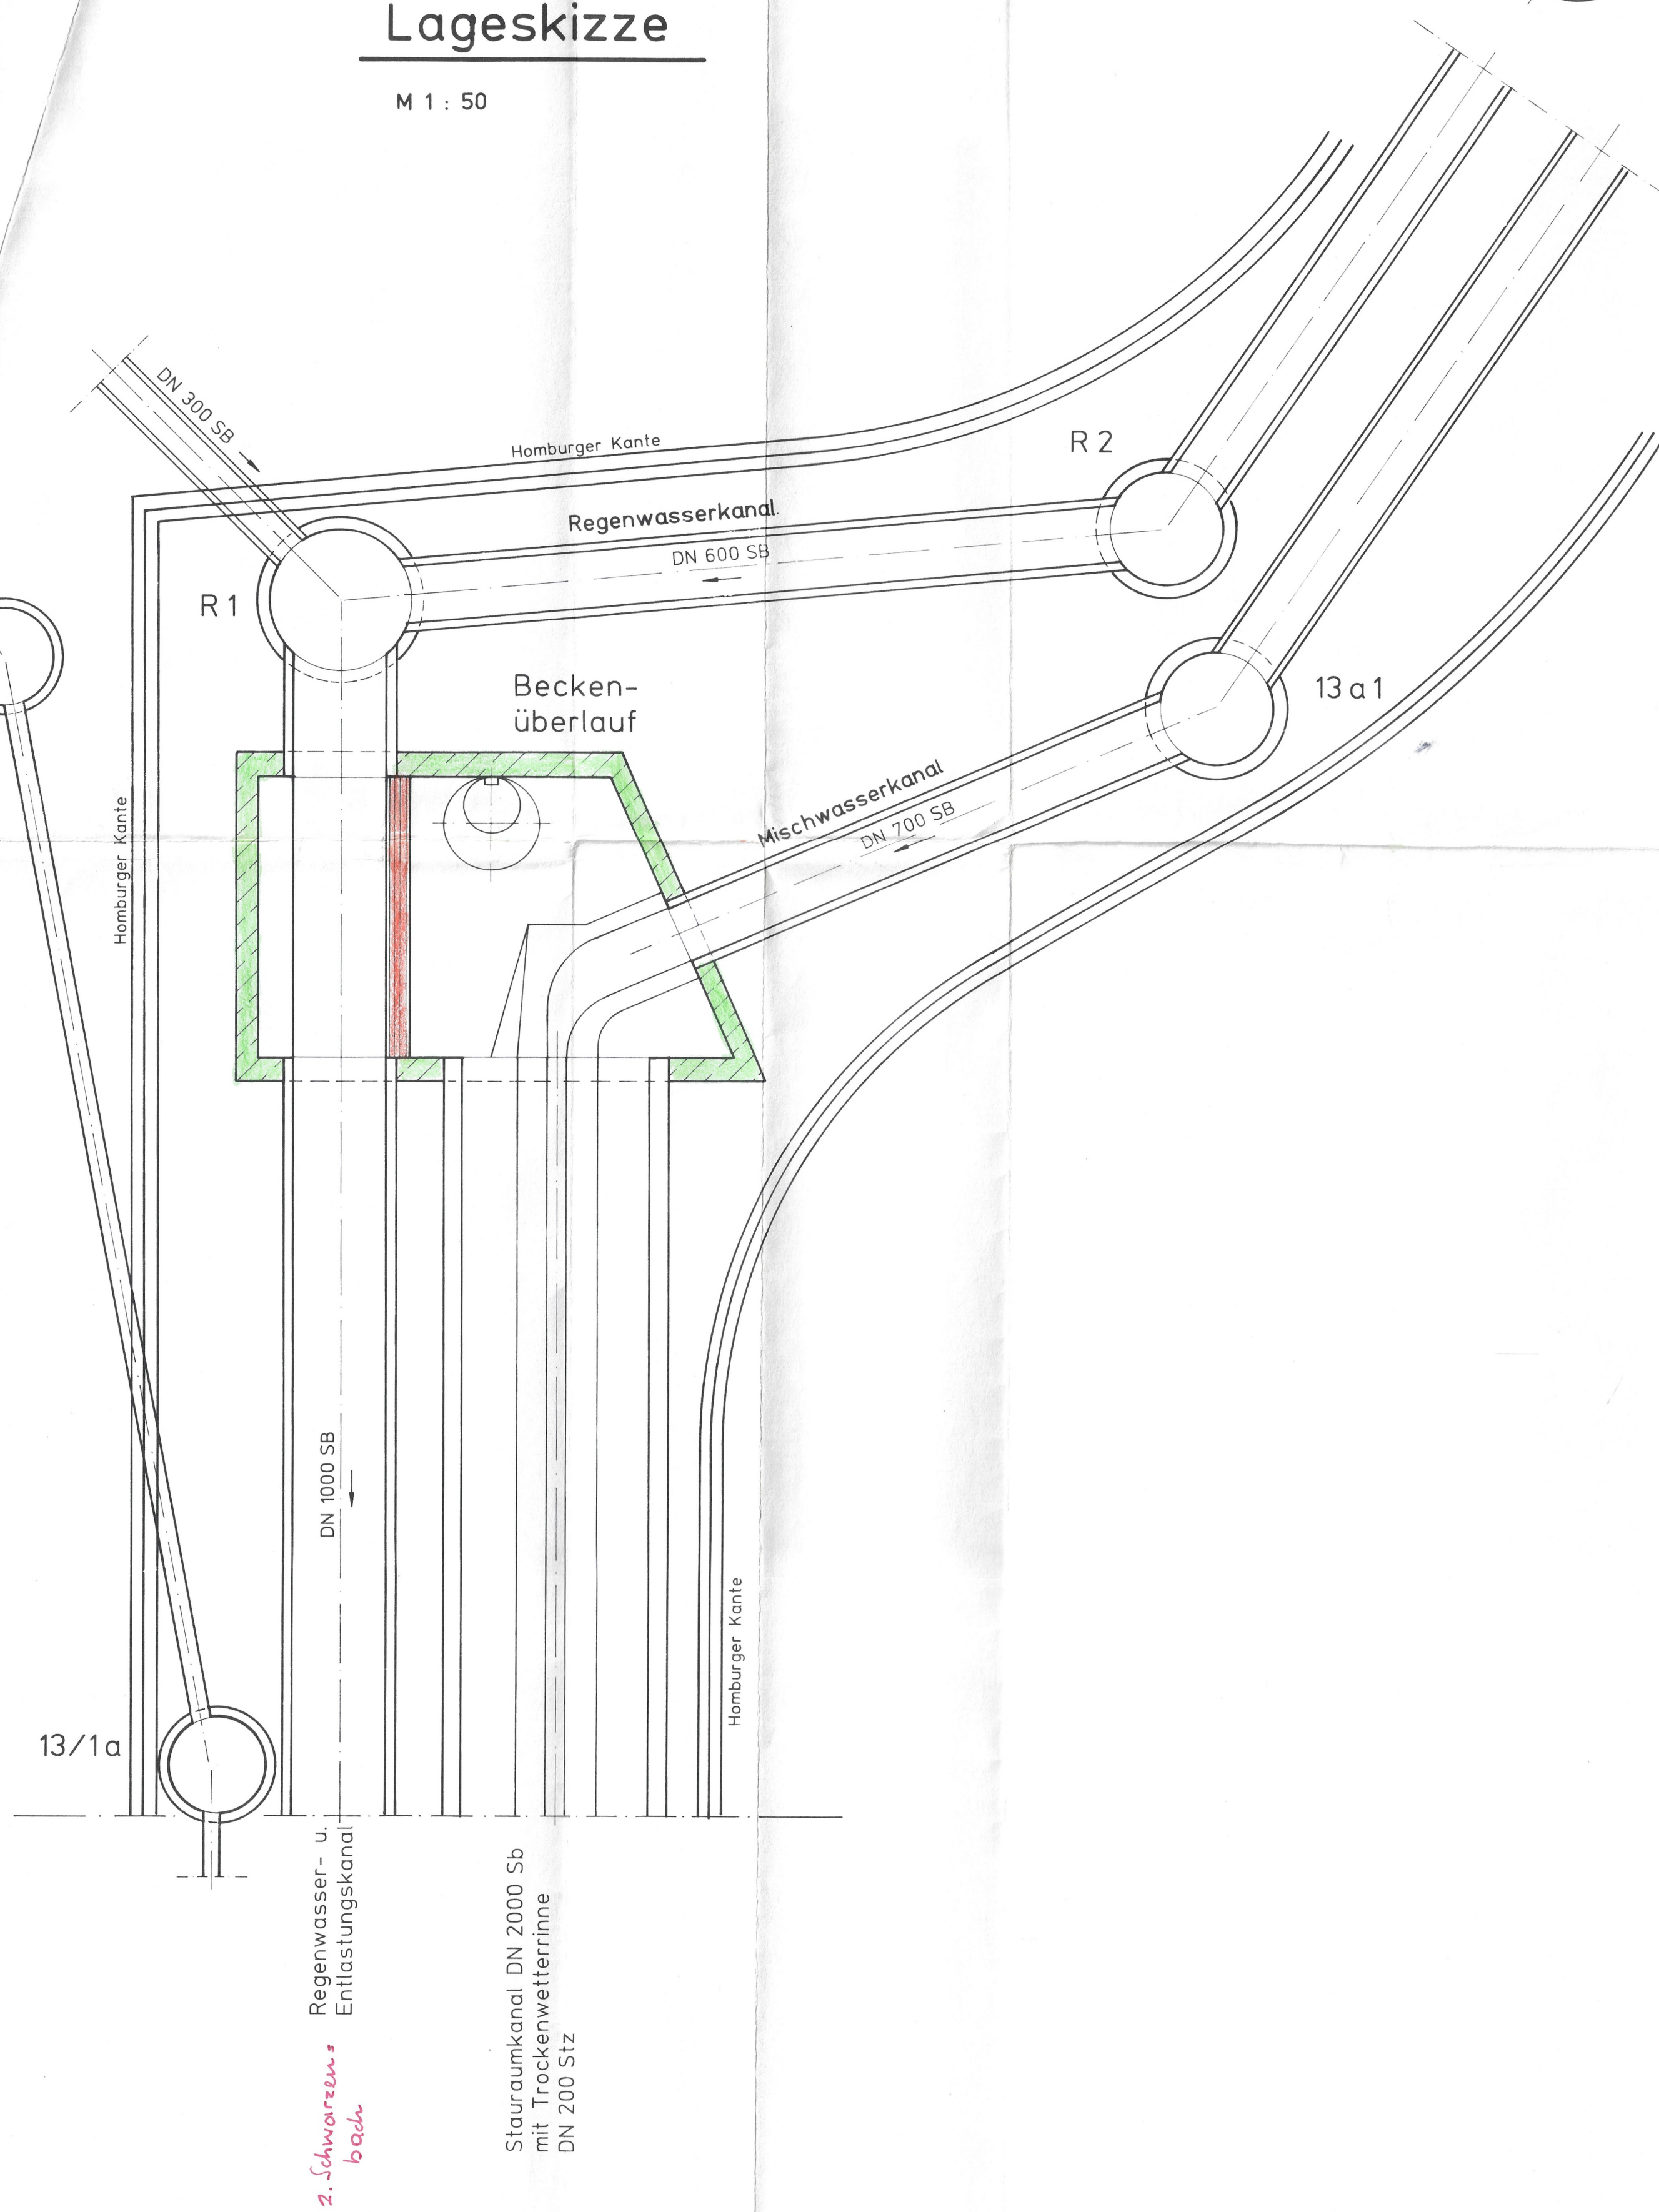 Lageskizze
M 1 : 50
DN 300 SB
Homburger Kante
R 2
Regenwasserkanal
DN 600 SB
R 1
13 a 1
Becken-
überlauf
Mischwasserkanal
DN 700 SB
Homburger Kante
DN 1000 SB
Homburger Kante
13/1a
Regenwasser- u.
Entlastungskanal
Stauraumkanal DN 2000 Sb
mit Trockenwetterrinne
DN 200 Stz
z. Schwarzen=
bach